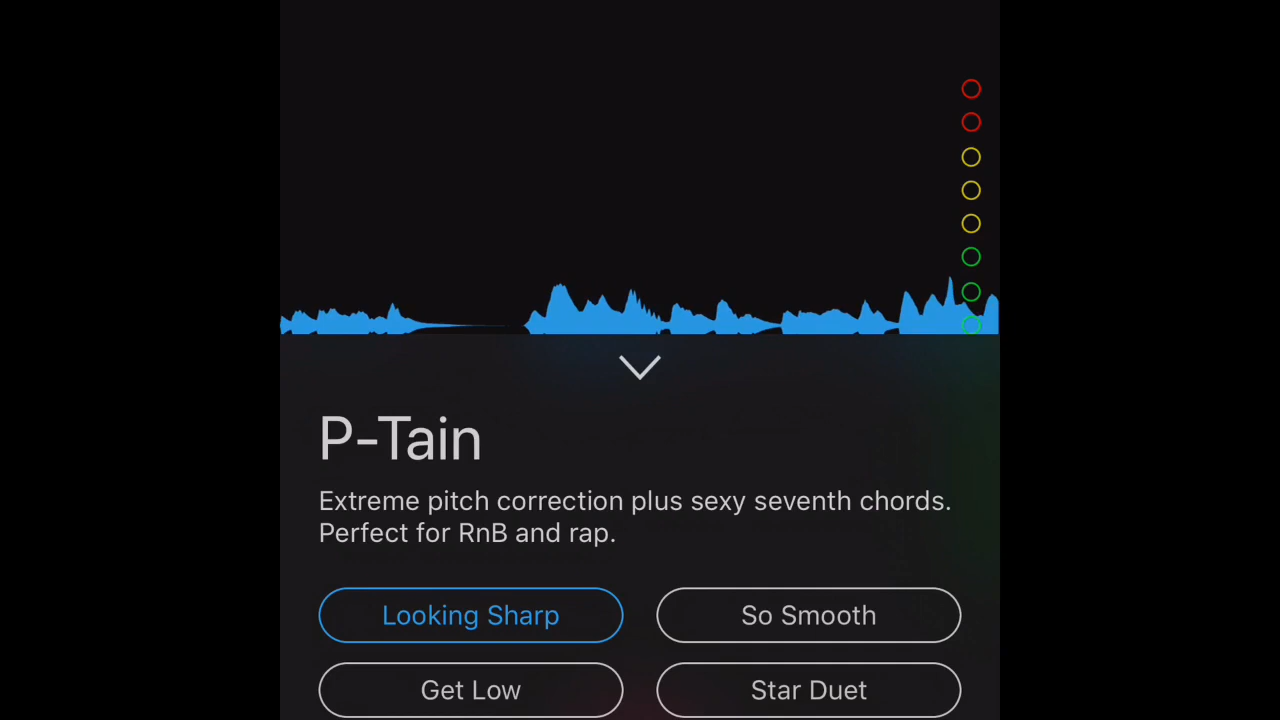 P-Tain
Extreme pitch correction plus sexy seventh chords.
Perfect for RnB and rap.
Looking Sharp
So Smooth
Get Low
Star Duet